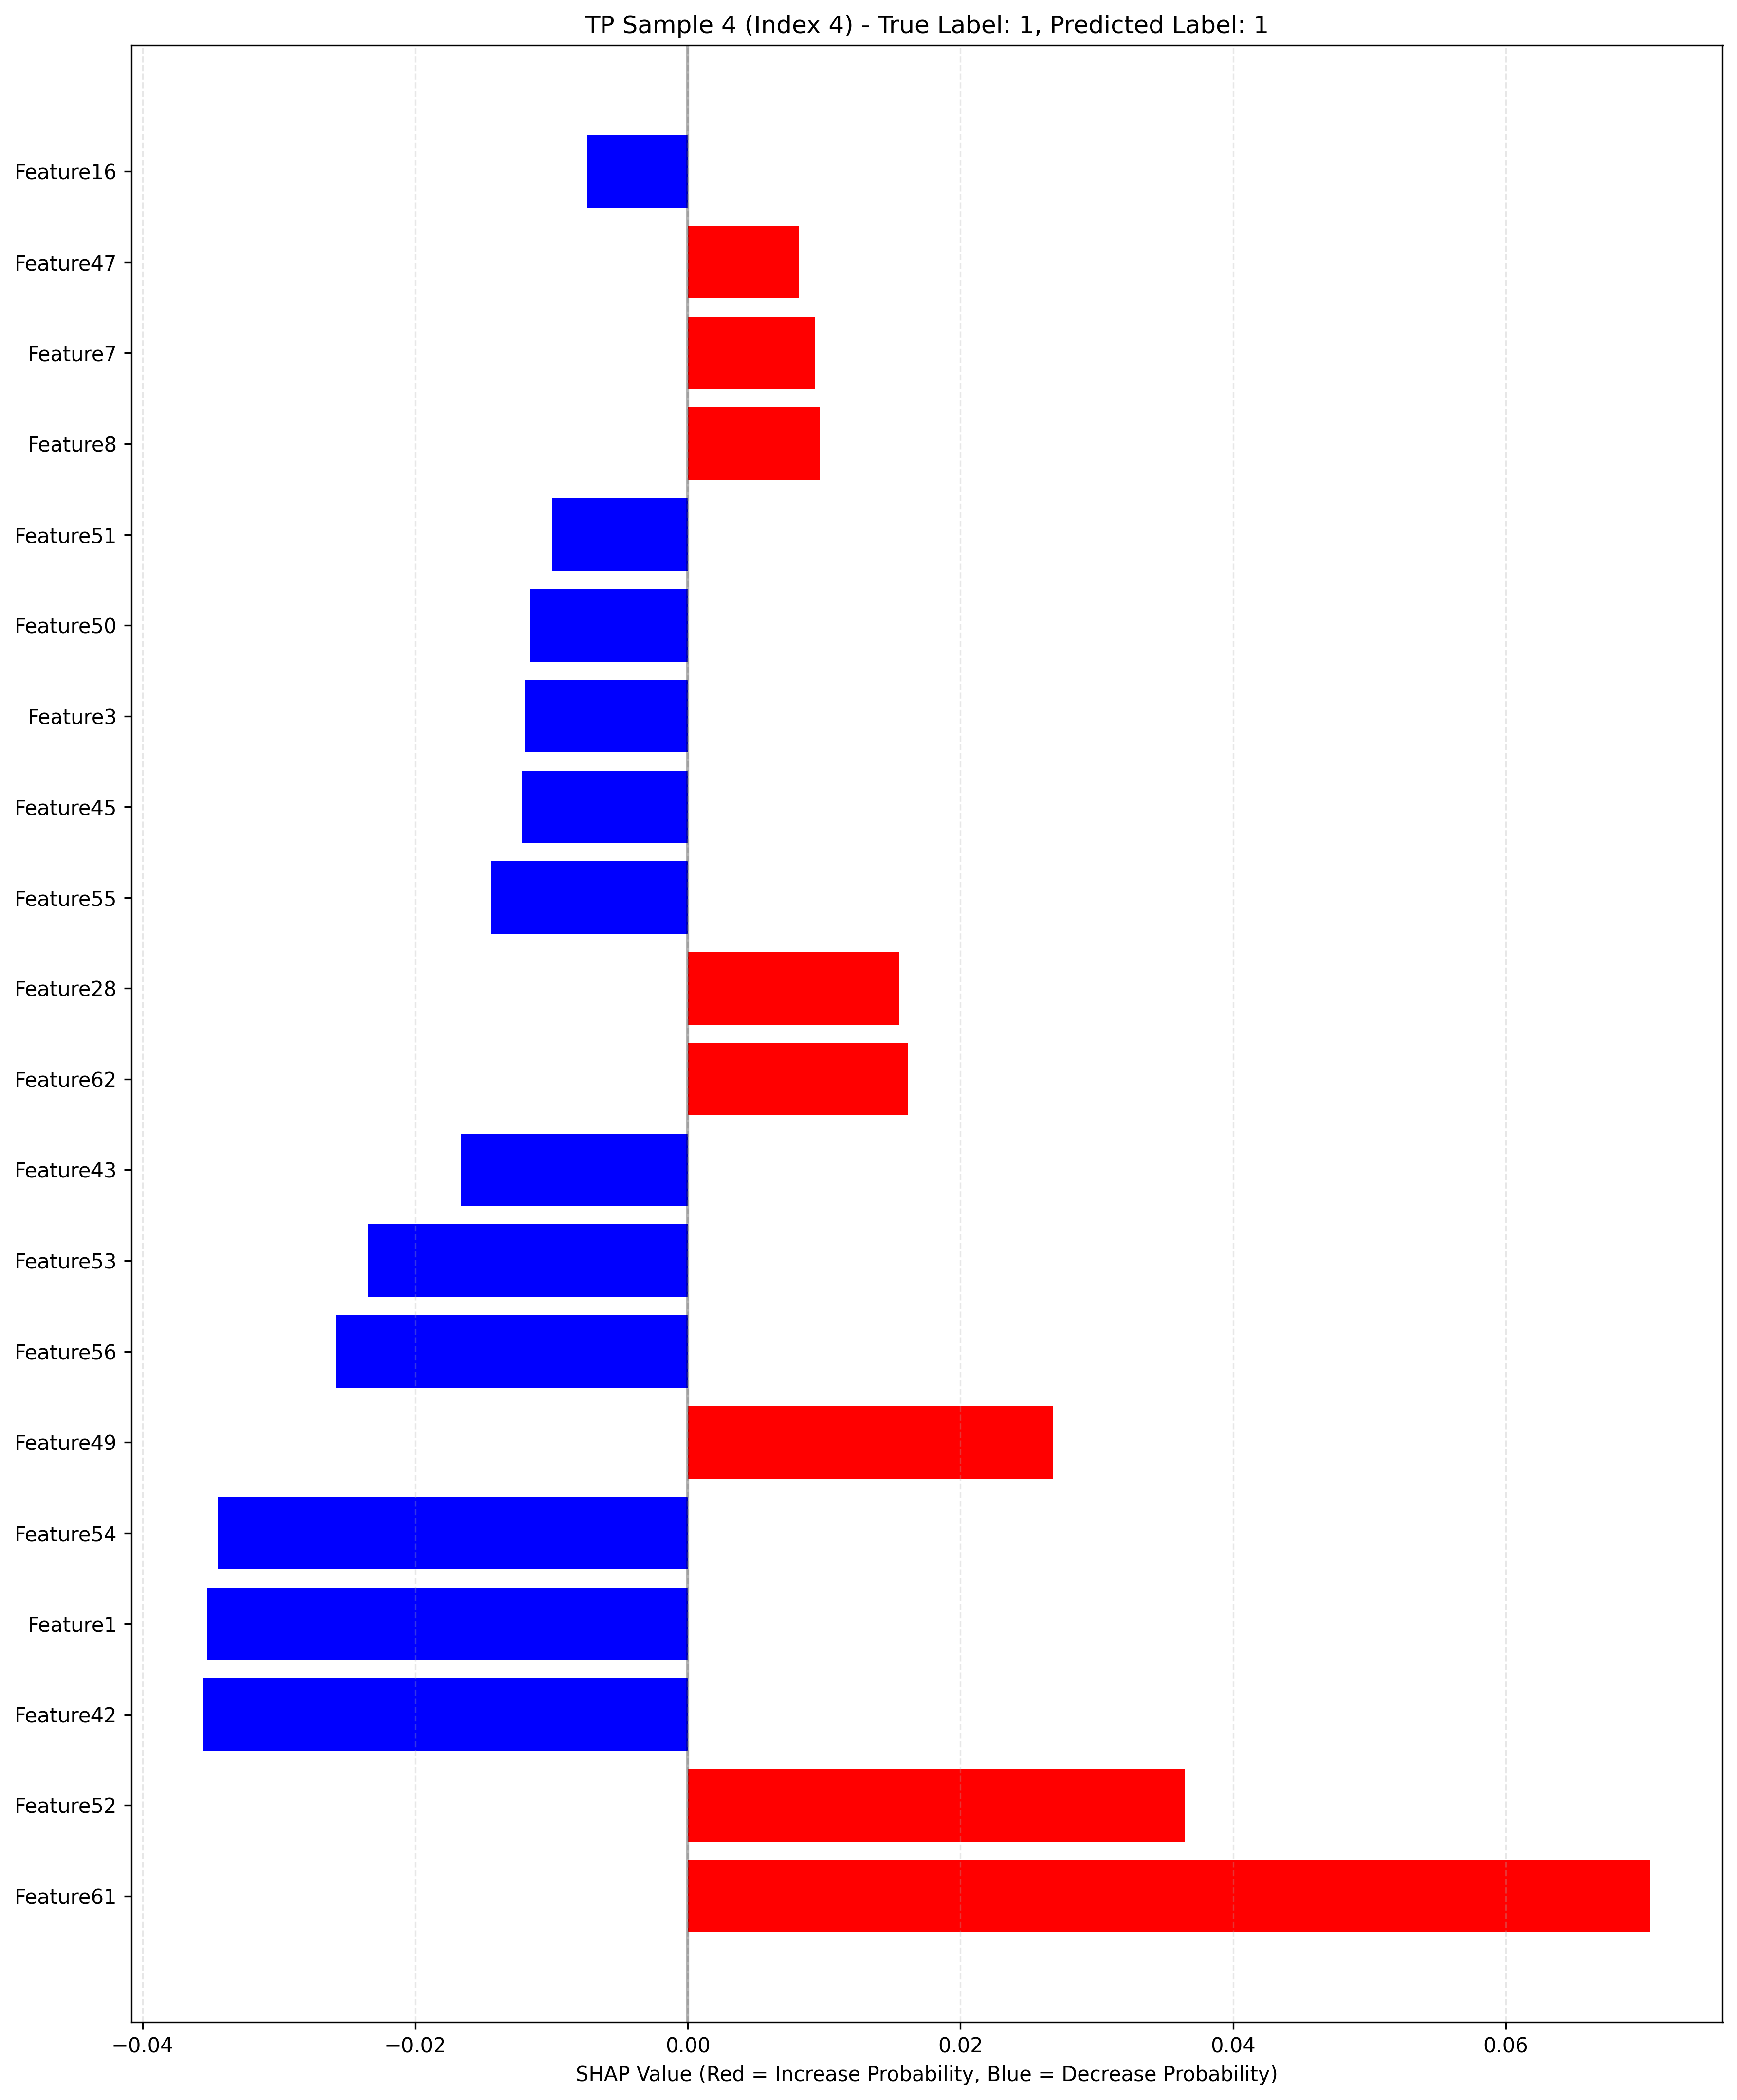 TP Sample 4 (Index 4) - True Label: 1, Predicted Label: 1
Feature16
Feature47
Feature7
Feature8
Feature51
Feature50
Feature3
Feature45
Feature55
Feature28
Feature62
Feature43
Feature53
Feature56
Feature49
Feature54
Feature1
Feature42
Feature52
Feature61
−0.04 −0.02 0.00 0.02 0.04 0.06
SHAP Value (Red = Increase Probability, Blue = Decrease Probability)